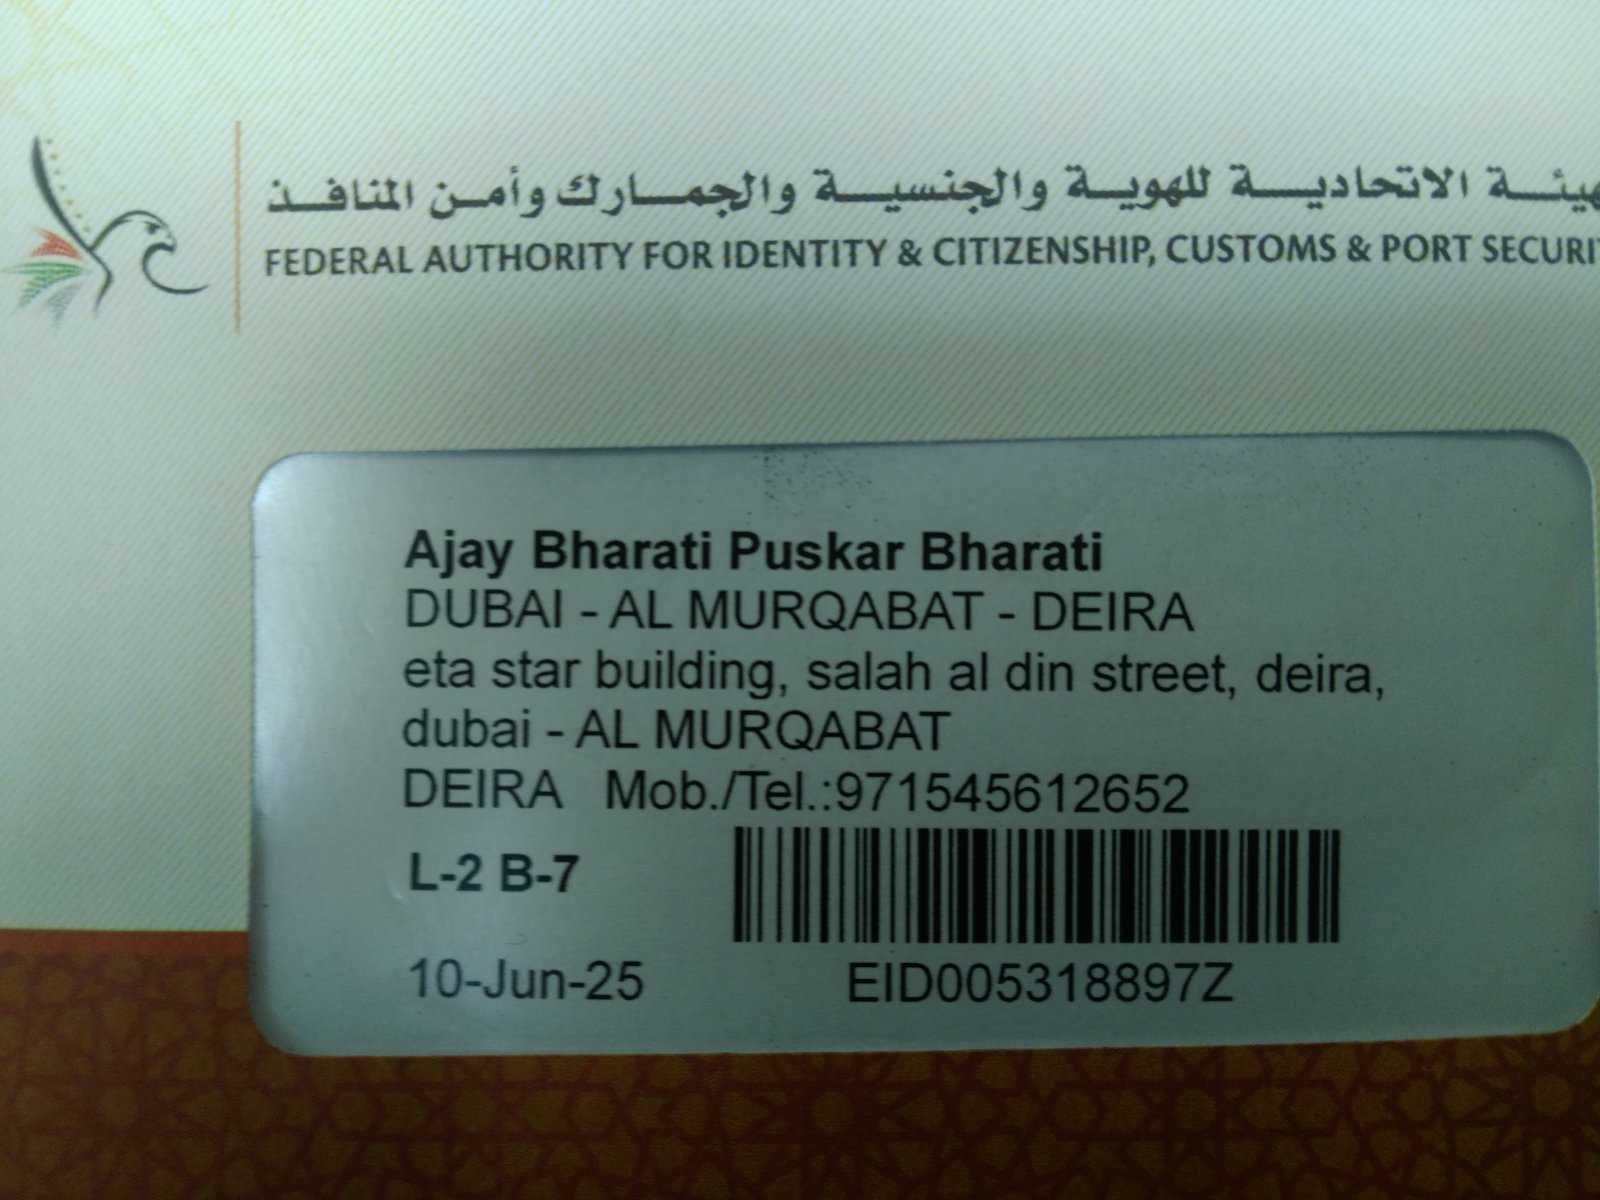 هيئة الاتحادية للهوية والجنسية والجمارك وأمن المنافذ
FEDERAL AUTHORITY FOR IDENTITY & CITIZENSHIP, CUSTOMS & PORT SECURI
Ajay Bharati Puskar Bharati
DUBAI - AL MURQABAT - DEIRA
eta star building, salah al din street, deira,
dubai - AL MURQABAT
DEIRA Mob./Tel.:971545612652
L-2 B-7
10-Jun-25 EID005318897Z